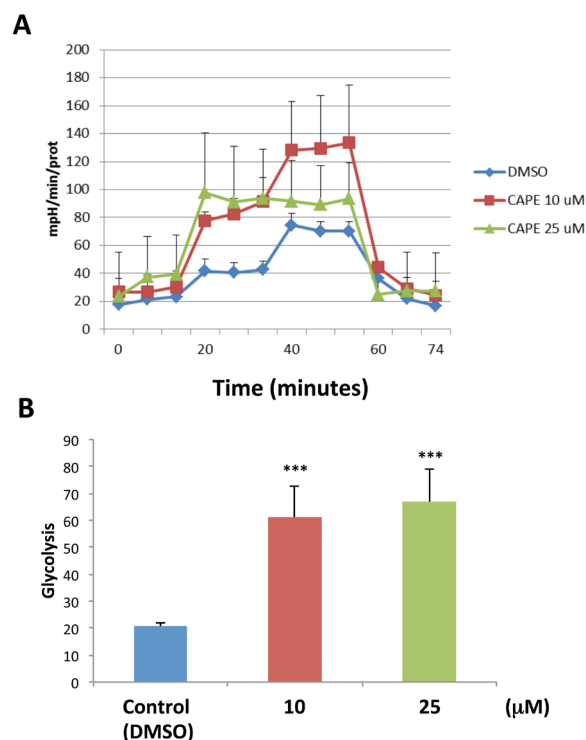 A
200
180
160
140
120
100
80
60
40
20
0
mpH/min/prot
0 20 40 60 74
Time (minutes)
DMSO
CAPE 10 uM
CAPE 25 uM
B
90
80
70
60
50
40
30
20
10
0
Glycolysis
***
***
Control 10 25 (μM)
(DMSO)